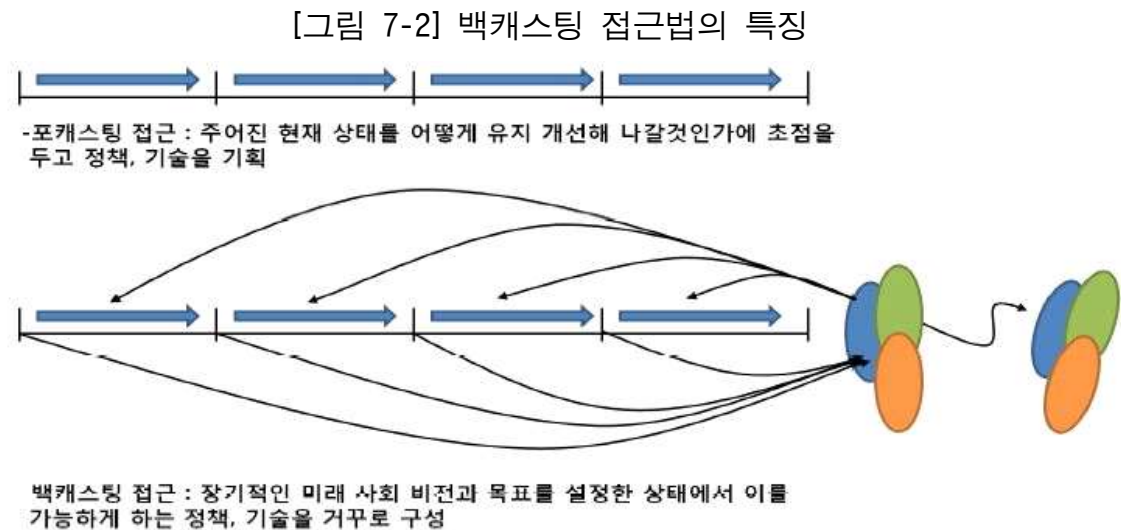 [그림 7-2] 백캐스팅 접근법의 특징
-포캐스팅 접근 : 주어진 현재 상태를 어떻게 유지 개선해 나갈것인가에 초점을
두고 정책, 기술을 기획
백캐스팅 접근 : 장기적인 미래 사회 비전과 목표를 설정한 상태에서 이를
가능하게 하는 정책, 기술을 거꾸로 구성